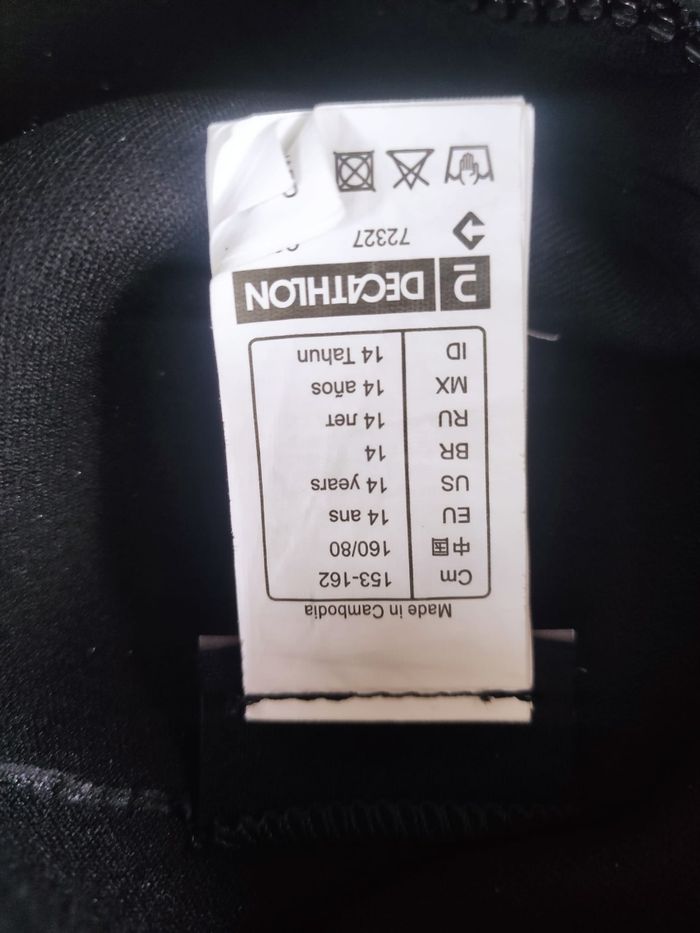 Made in Cambodia
Cm 153-162
中国 160/80
EU 14 ans
US 14 years
BR 14
RU 14 лет
MX 14 años
ID 14 Tahun
DECATHLON
72327